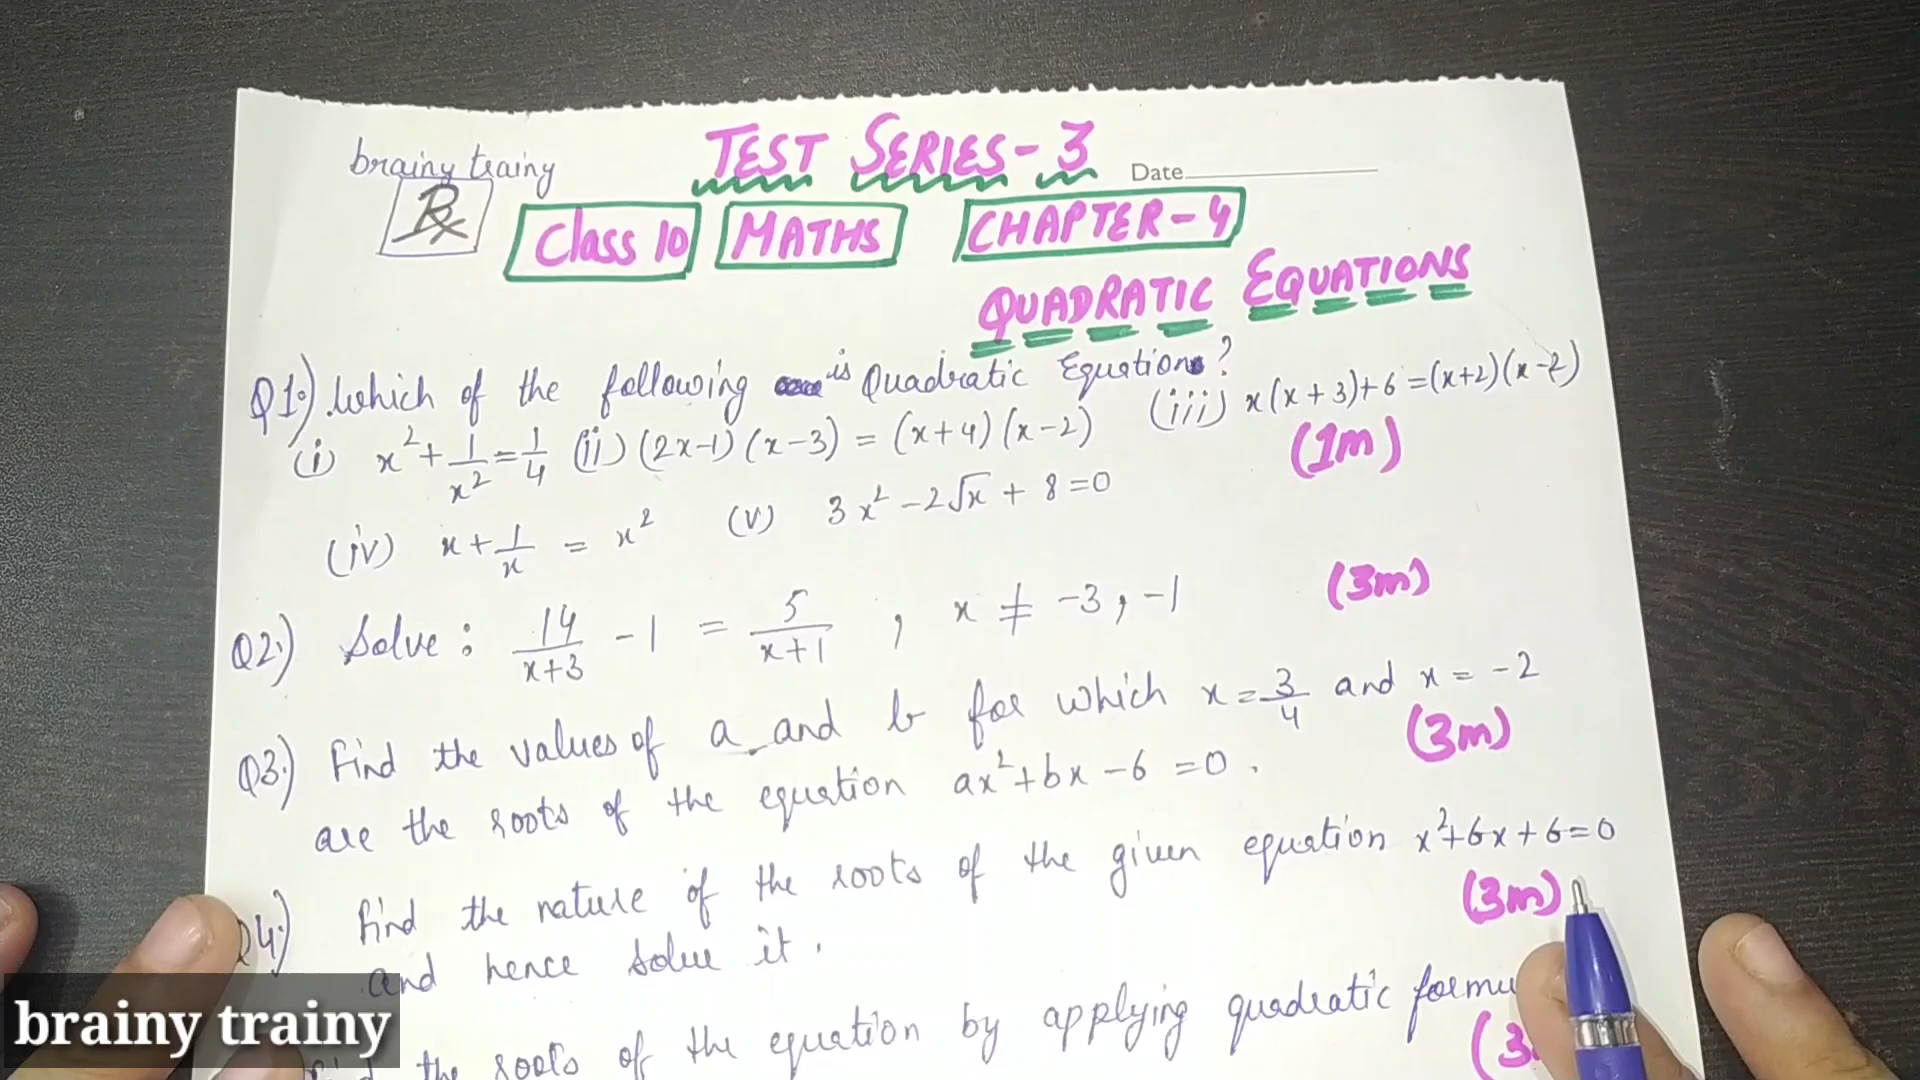 brainy trainy
TEST SERIES-3
Date
Rx
Class 10 MATHS CHAPTER-4
QUADRATIC EQUATIONS
Q1.) Which of the following is Quadratic Equation?
(i) x² + 1/x² = 1/4 (ii) (2x-1)(x-3) = (x+4)(x-2) (iii) x(x+3)+6 = (x+2)(x-2)
(1m)
(iv) x + 1/x = x² (v) 3x² - 2√x + 8 = 0
Q2.) Solve : 14/(x+3) - 1 = 5/(x+1) , x ≠ -3, -1 (3m)
Q3.) Find the values of a and b for which x = 3/4 and x = -2
are the roots of the equation ax² + bx - 6 = 0 . (3m)
Q4.) Find the nature of the roots of the given equation x²+6x+6=0
and hence solve it . (3m)
the roots of the equation by applying quadratic formu
(3
brainy trainy